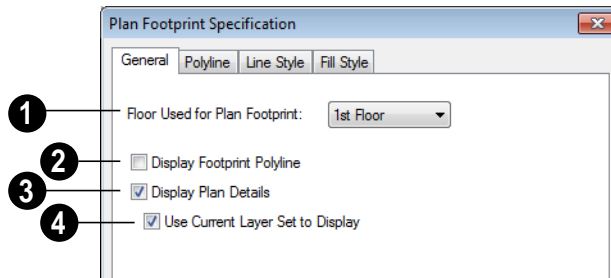 Plan Footprint Specification
General Polyline Line Style Fill Style
1 Floor Used for Plan Footprint: 1st Floor
2 Display Footprint Polyline
3 Display Plan Details
4 Use Current Layer Set to Display